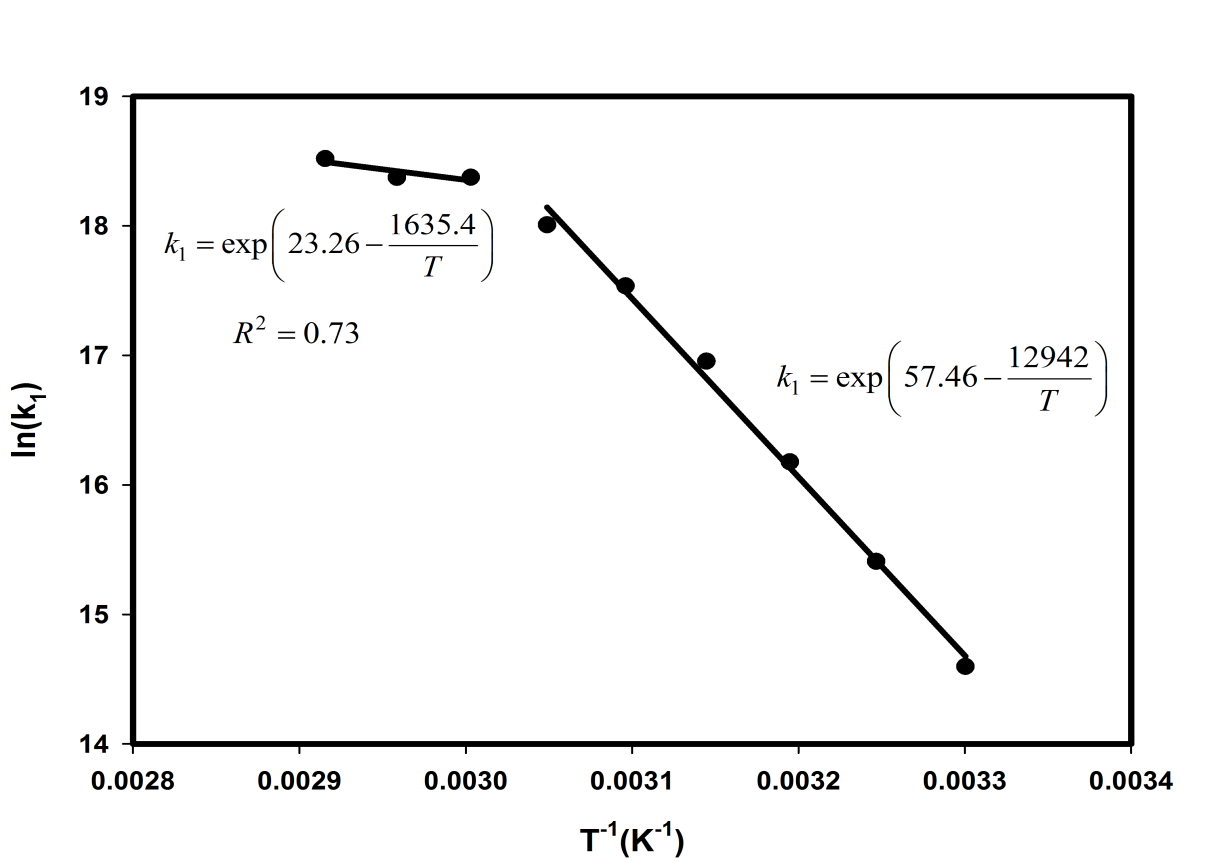 19
18
17
16
15
14
ln(k₁)
k₁ = exp(23.26 − 1635.4/T)
R² = 0.73
k₁ = exp(57.46 − 12942/T)
0.0028 0.0029 0.0030 0.0031 0.0032 0.0033 0.0034
T⁻¹(K⁻¹)